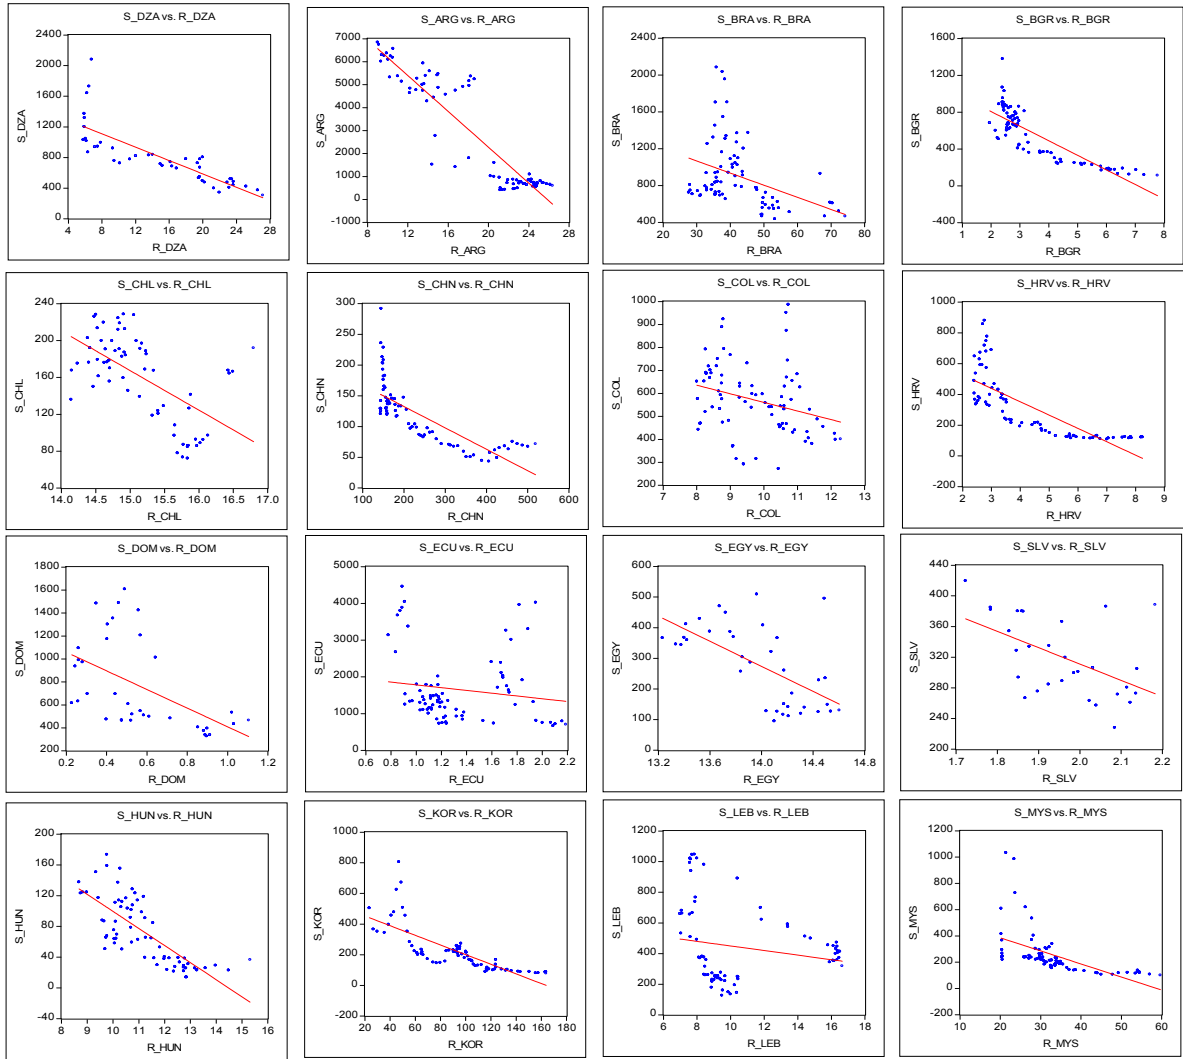 S_DZA vs. R_DZA
2400
2000
1600
1200
800
400
0
S_DZA
4 8 12 16 20 24 28
R_DZA
S_ARG vs. R_ARG
7000
6000
5000
4000
3000
2000
1000
0
-1000
S_ARG
8 12 16 20 24 28
R_ARG
S_BRA vs. R_BRA
2400
2000
1600
1200
800
400
S_BRA
20 30 40 50 60 70 80
R_BRA
S_BGR vs. R_BGR
1600
1200
800
400
0
-400
S_BGR
1 2 3 4 5 6 7 8
R_BGR
S_CHL vs. R_CHL
240
200
160
120
80
40
S_CHL
14.0 14.5 15.0 15.5 16.0 16.5 17.0
R_CHL
S_CHN vs. R_CHN
300
250
200
150
100
50
0
S_CHN
100 200 300 400 500 600
R_CHN
S_COL vs. R_COL
1000
900
800
700
600
500
400
300
200
S_COL
7 8 9 10 11 12 13
R_COL
S_HRV vs. R_HRV
1000
800
600
400
200
0
-200
S_HRV
2 3 4 5 6 7 8 9
R_HRV
S_DOM vs. R_DOM
1800
1600
1400
1200
1000
800
600
400
200
S_DOM
0.2 0.4 0.6 0.8 1.0 1.2
R_DOM
S_ECU vs. R_ECU
5000
4000
3000
2000
1000
0
S_ECU
0.6 0.8 1.0 1.2 1.4 1.6 1.8 2.0 2.2
R_ECU
S_EGY vs. R_EGY
600
500
400
300
200
100
0
S_EGY
13.2 13.6 14.0 14.4 14.8
R_EGY
S_SLV vs. R_SLV
440
400
360
320
280
240
200
S_SLV
1.7 1.8 1.9 2.0 2.1 2.2
R_SLV
S_HUN vs. R_HUN
200
160
120
80
40
0
-40
S_HUN
8 9 10 11 12 13 14 15 16
R_HUN
S_KOR vs. R_KOR
1000
800
600
400
200
0
-200
S_KOR
20 40 60 80 100 120 140 160 180
R_KOR
S_LEB vs. R_LEB
1200
1000
800
600
400
200
0
S_LEB
6 8 10 12 14 16 18
R_LEB
S_MYS vs. R_MYS
1200
1000
800
600
400
200
0
-200
S_MYS
10 20 30 40 50 60
R_MYS